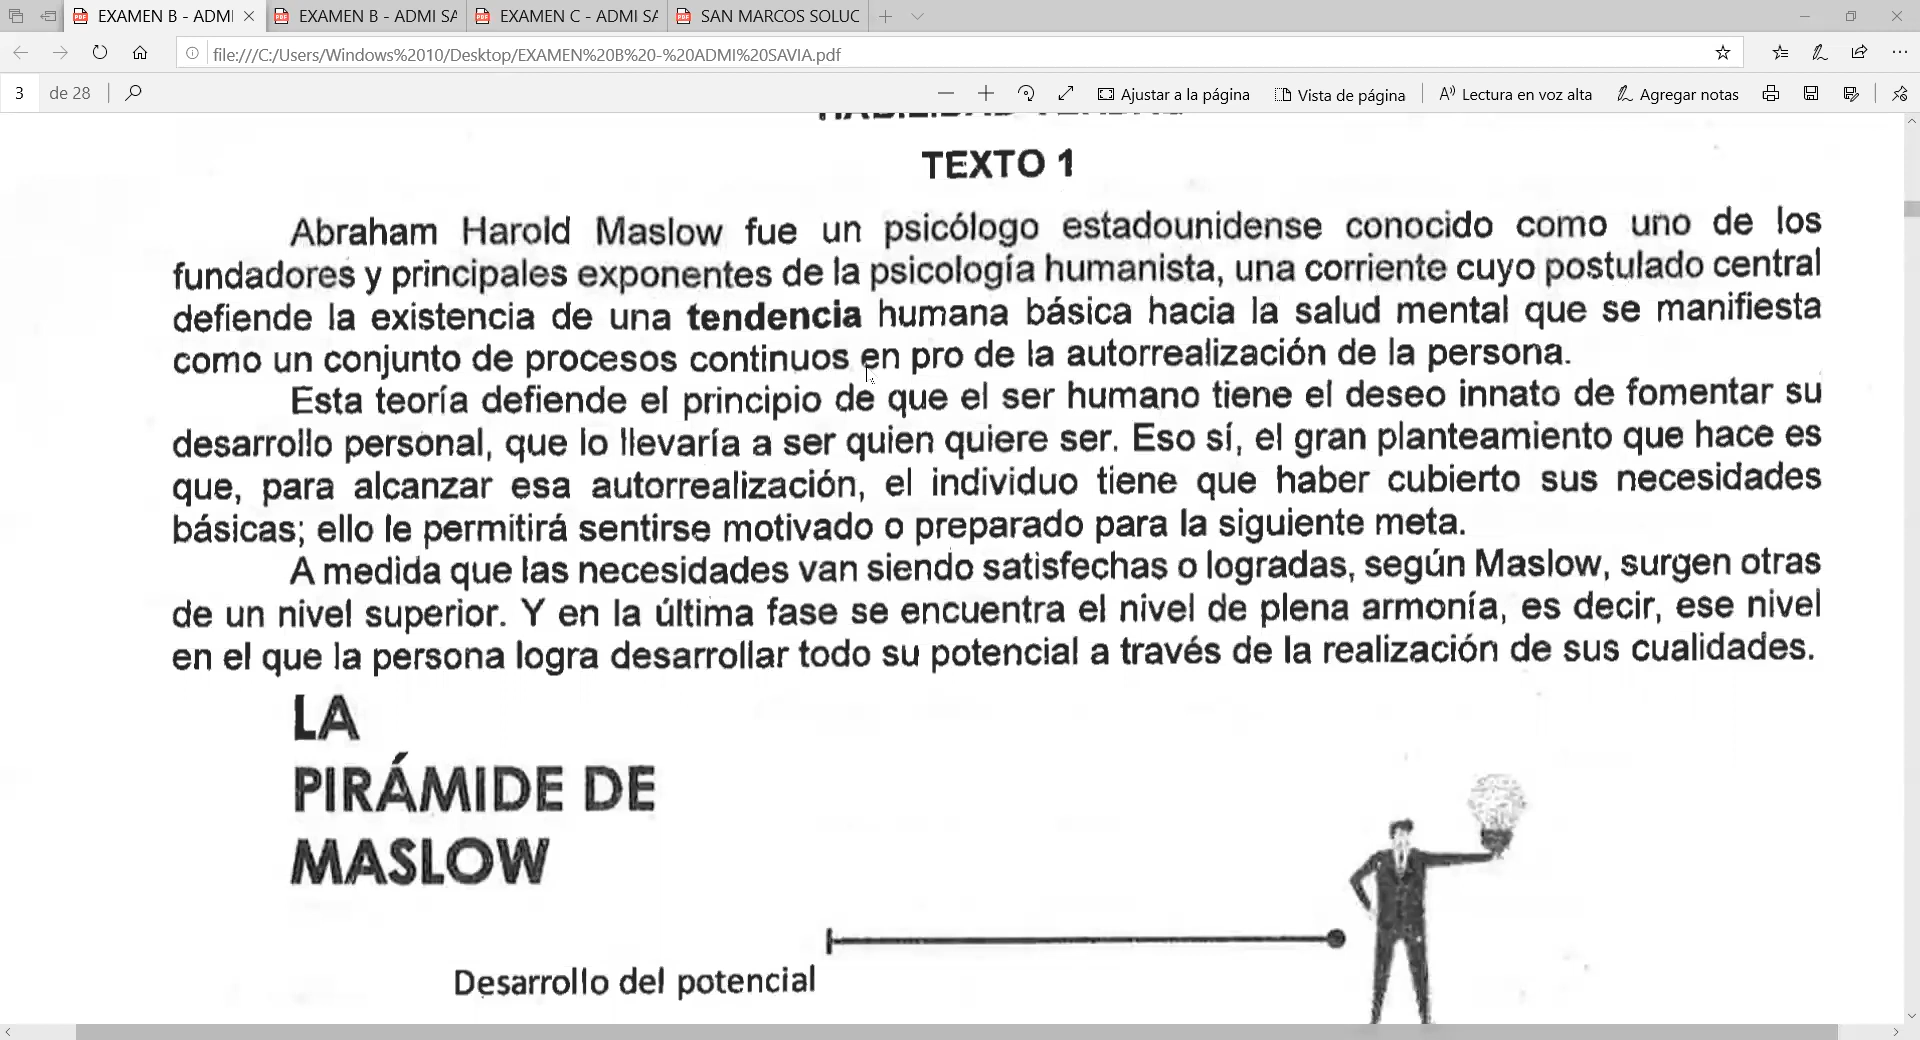 EXAMEN B - ADMI
EXAMEN B - ADMI SA
EXAMEN C - ADMI SA
SAN MARCOS SOLUC
file:///C:/Users/Windows%2010/Desktop/EXAMEN%20B%20-%20ADMI%20SAVIA.pdf
3 de 28
Ajustar a la página
Vista de página
Lectura en voz alta
Agregar notas
TEXTO 1
Abraham Harold Maslow fue un psicólogo estadounidense conocido como uno de los
fundadores y principales exponentes de la psicología humanista, una corriente cuyo postulado central
defiende la existencia de una tendencia humana básica hacia la salud mental que se manifiesta
como un conjunto de procesos continuos en pro de la autorrealización de la persona.
Esta teoría defiende el principio de que el ser humano tiene el deseo innato de fomentar su
desarrollo personal, que lo llevaría a ser quien quiere ser. Eso sí, el gran planteamiento que hace es
que, para alcanzar esa autorrealización, el individuo tiene que haber cubierto sus necesidades
básicas; ello le permitirá sentirse motivado o preparado para la siguiente meta.
A medida que las necesidades van siendo satisfechas o logradas, según Maslow, surgen otras
de un nivel superior. Y en la última fase se encuentra el nivel de plena armonía, es decir, ese nivel
en el que la persona logra desarrollar todo su potencial a través de la realización de sus cualidades.
LA
PIRÁMIDE DE
MASLOW
Desarrollo del potencial